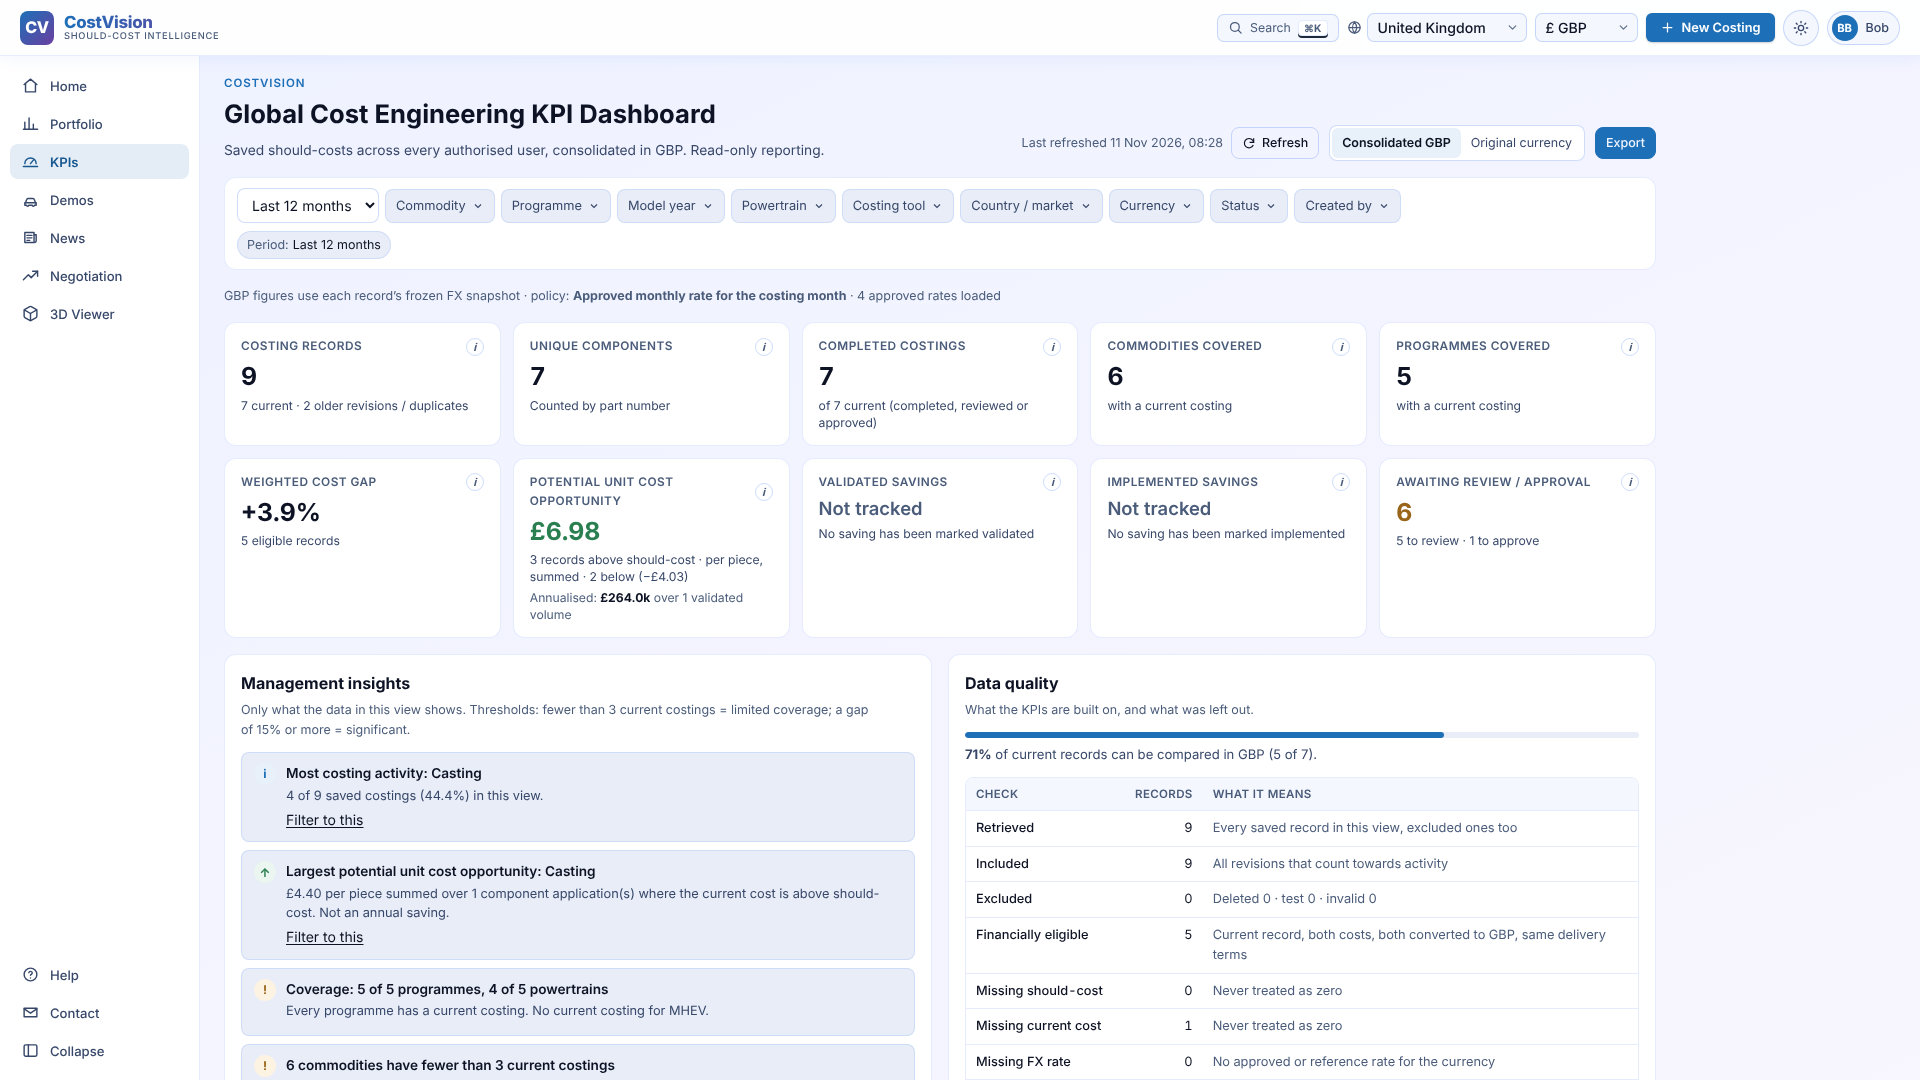 CV
CostVision
SHOULD-COST INTELLIGENCE
Search ⌘K
United Kingdom
£ GBP
+ New Costing
BB Bob
Home
Portfolio
KPIs
Demos
News
Negotiation
3D Viewer
Help
Contact
Collapse
COSTVISION
Global Cost Engineering KPI Dashboard
Saved should-costs across every authorised user, consolidated in GBP. Read-only reporting.
Last refreshed 11 Nov 2026, 08:28
Refresh
Consolidated GBP
Original currency
Export
Last 12 months
Commodity
Programme
Model year
Powertrain
Costing tool
Country / market
Currency
Status
Created by
Period: Last 12 months
GBP figures use each record's frozen FX snapshot · policy: Approved monthly rate for the costing month · 4 approved rates loaded
COSTING RECORDS i
9
7 current · 2 older revisions / duplicates
UNIQUE COMPONENTS i
7
Counted by part number
COMPLETED COSTINGS i
7
of 7 current (completed, reviewed or
approved)
COMMODITIES COVERED i
6
with a current costing
PROGRAMMES COVERED i
5
with a current costing
WEIGHTED COST GAP i
+3.9%
5 eligible records
POTENTIAL UNIT COST
OPPORTUNITY i
£6.98
3 records above should-cost · per piece,
summed · 2 below (−£4.03)
Annualised: £264.0k over 1 validated
volume
VALIDATED SAVINGS i
Not tracked
No saving has been marked validated
IMPLEMENTED SAVINGS i
Not tracked
No saving has been marked implemented
AWAITING REVIEW / APPROVAL i
6
5 to review · 1 to approve
Management insights
Only what the data in this view shows. Thresholds: fewer than 3 current costings = limited coverage; a gap
of 15% or more = significant.
i Most costing activity: Casting
4 of 9 saved costings (44.4%) in this view.
Filter to this
↑ Largest potential unit cost opportunity: Casting
£4.40 per piece summed over 1 component application(s) where the current cost is above should-
cost. Not an annual saving.
Filter to this
! Coverage: 5 of 5 programmes, 4 of 5 powertrains
Every programme has a current costing. No current costing for MHEV.
! 6 commodities have fewer than 3 current costings
Data quality
What the KPIs are built on, and what was left out.
71% of current records can be compared in GBP (5 of 7).
CHECK RECORDS WHAT IT MEANS
Retrieved 9 Every saved record in this view, excluded ones too
Included 9 All revisions that count towards activity
Excluded 0 Deleted 0 · test 0 · invalid 0
Financially eligible 5 Current record, both costs, both converted to GBP, same delivery
terms
Missing should-cost 0 Never treated as zero
Missing current cost 1 Never treated as zero
Missing FX rate 0 No approved or reference rate for the currency